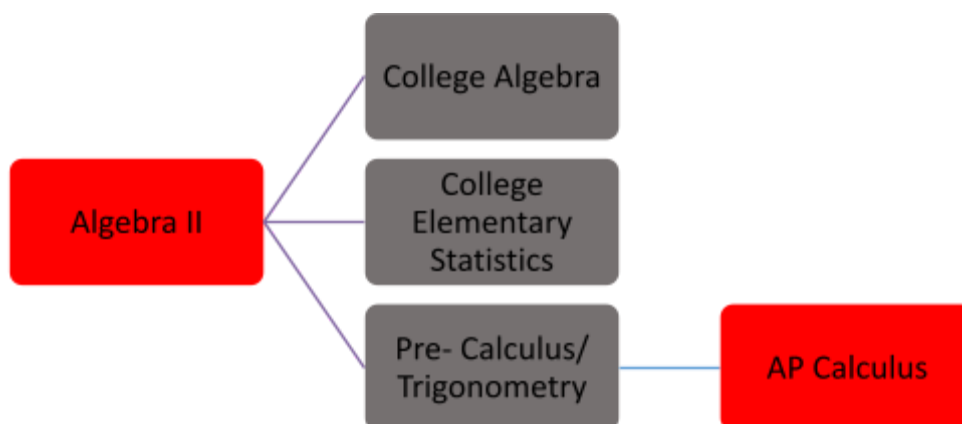 College Algebra
Algebra II
College
Elementary
Statistics
Pre- Calculus/
Trigonometry
AP Calculus